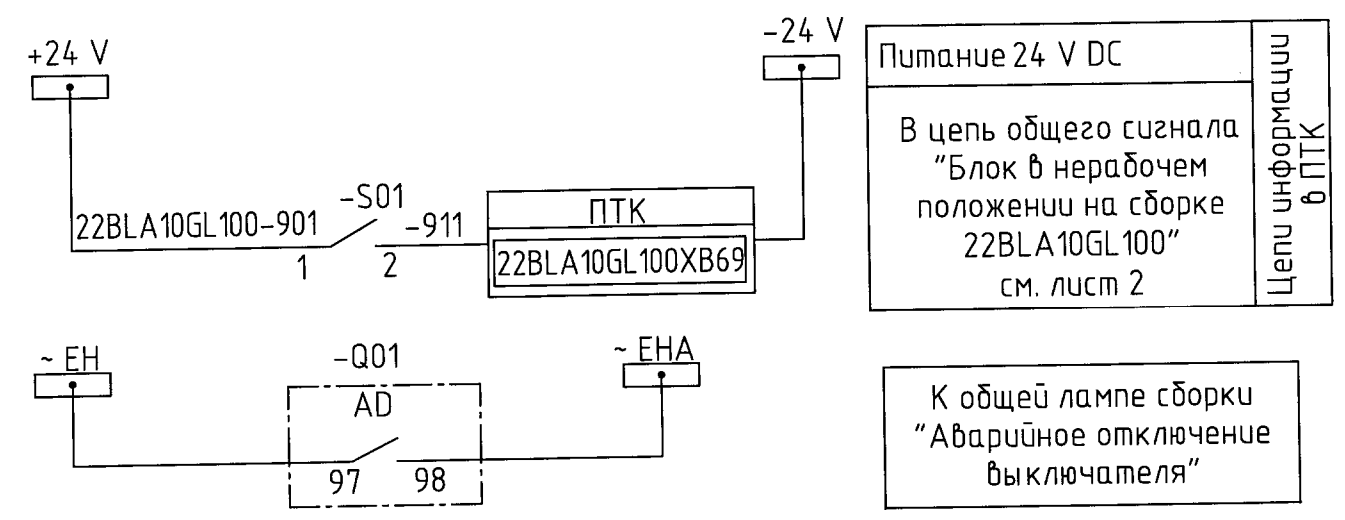 +24 V
-24 V
22BLA10GL100-901
-S01
-911
1
2
ПТК
22BLA10GL100XB69
Питание 24 V DC
В цепь общего сигнала
"Блок в нерабочем
положении на сборке
22BLA10GL100"
см. лист 2
Цепи информации
в ПТК
~ EH
-Q01
~ EHA
AD
97
98
К общей лампе сборки
"Аварийное отключение
выключателя"